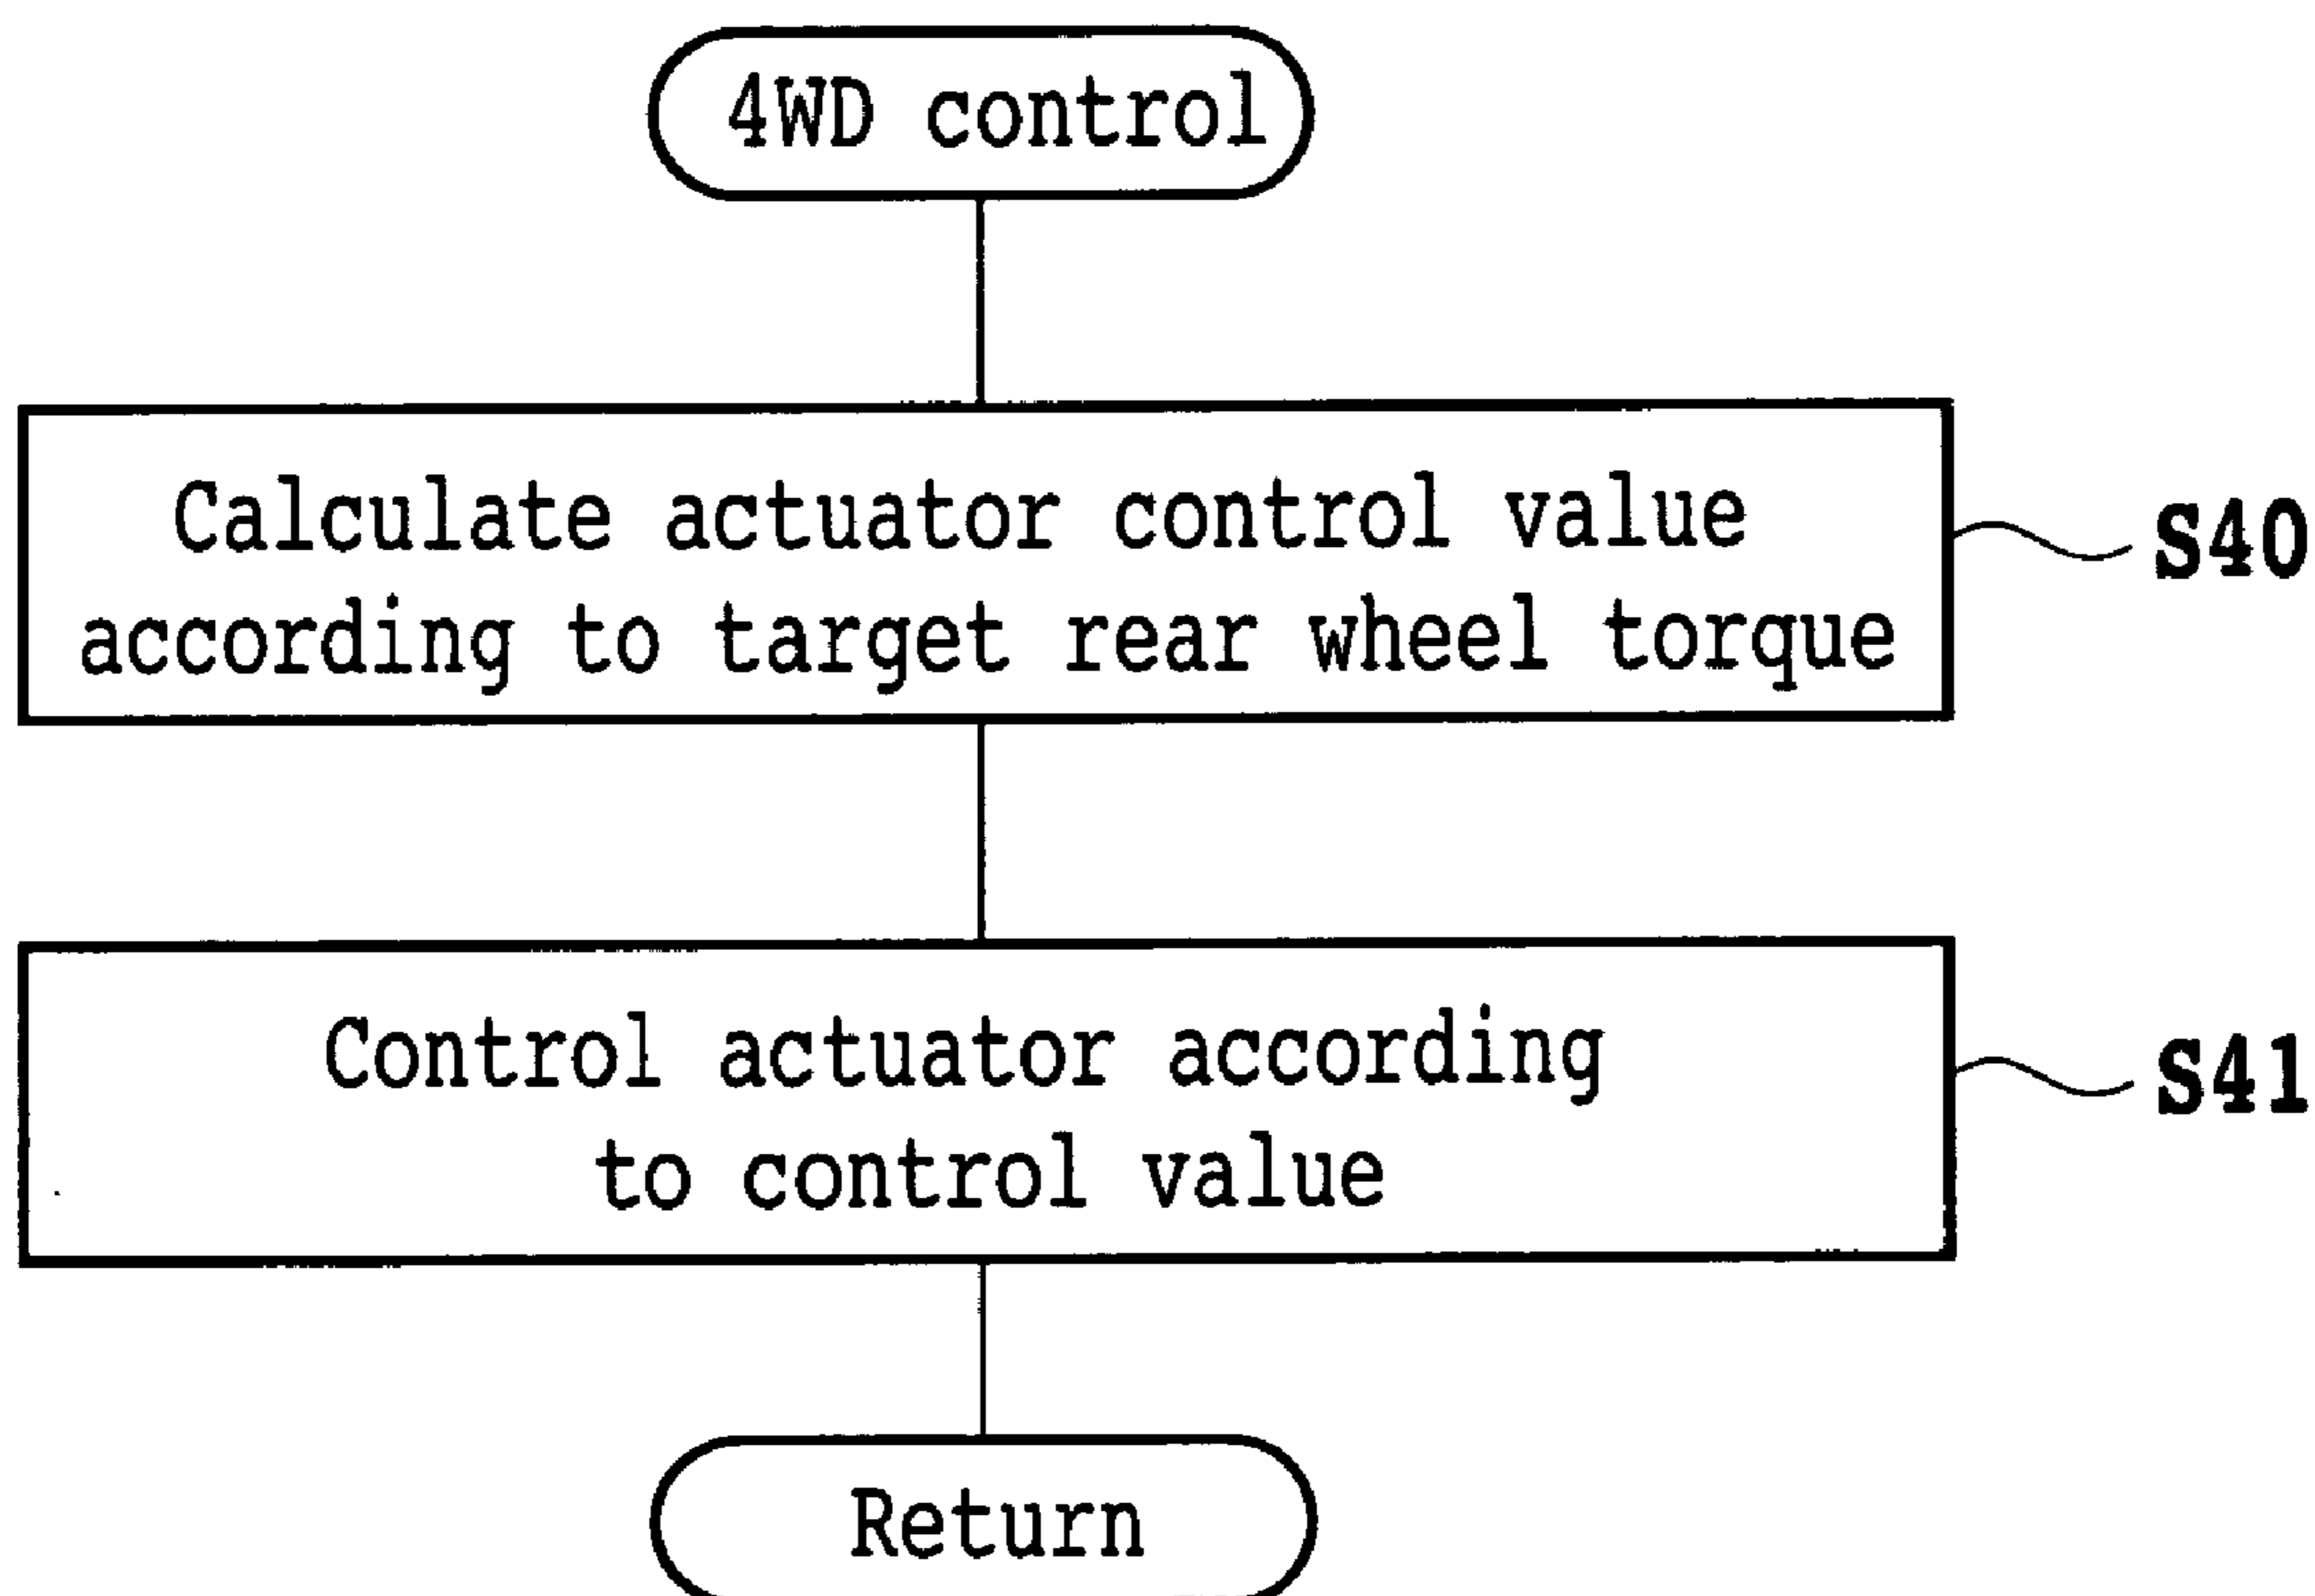 4WD control
Calculate actuator control value
according to target rear wheel torque
S40
Control actuator according
to control value
S41
Return